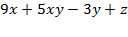 9x + 5xy − 3y + z